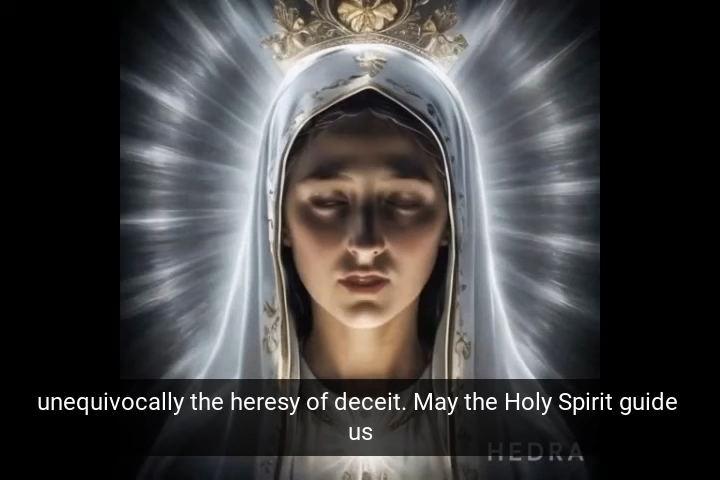 unequivocally the heresy of deceit. May the Holy Spirit guide
us
HEDRA